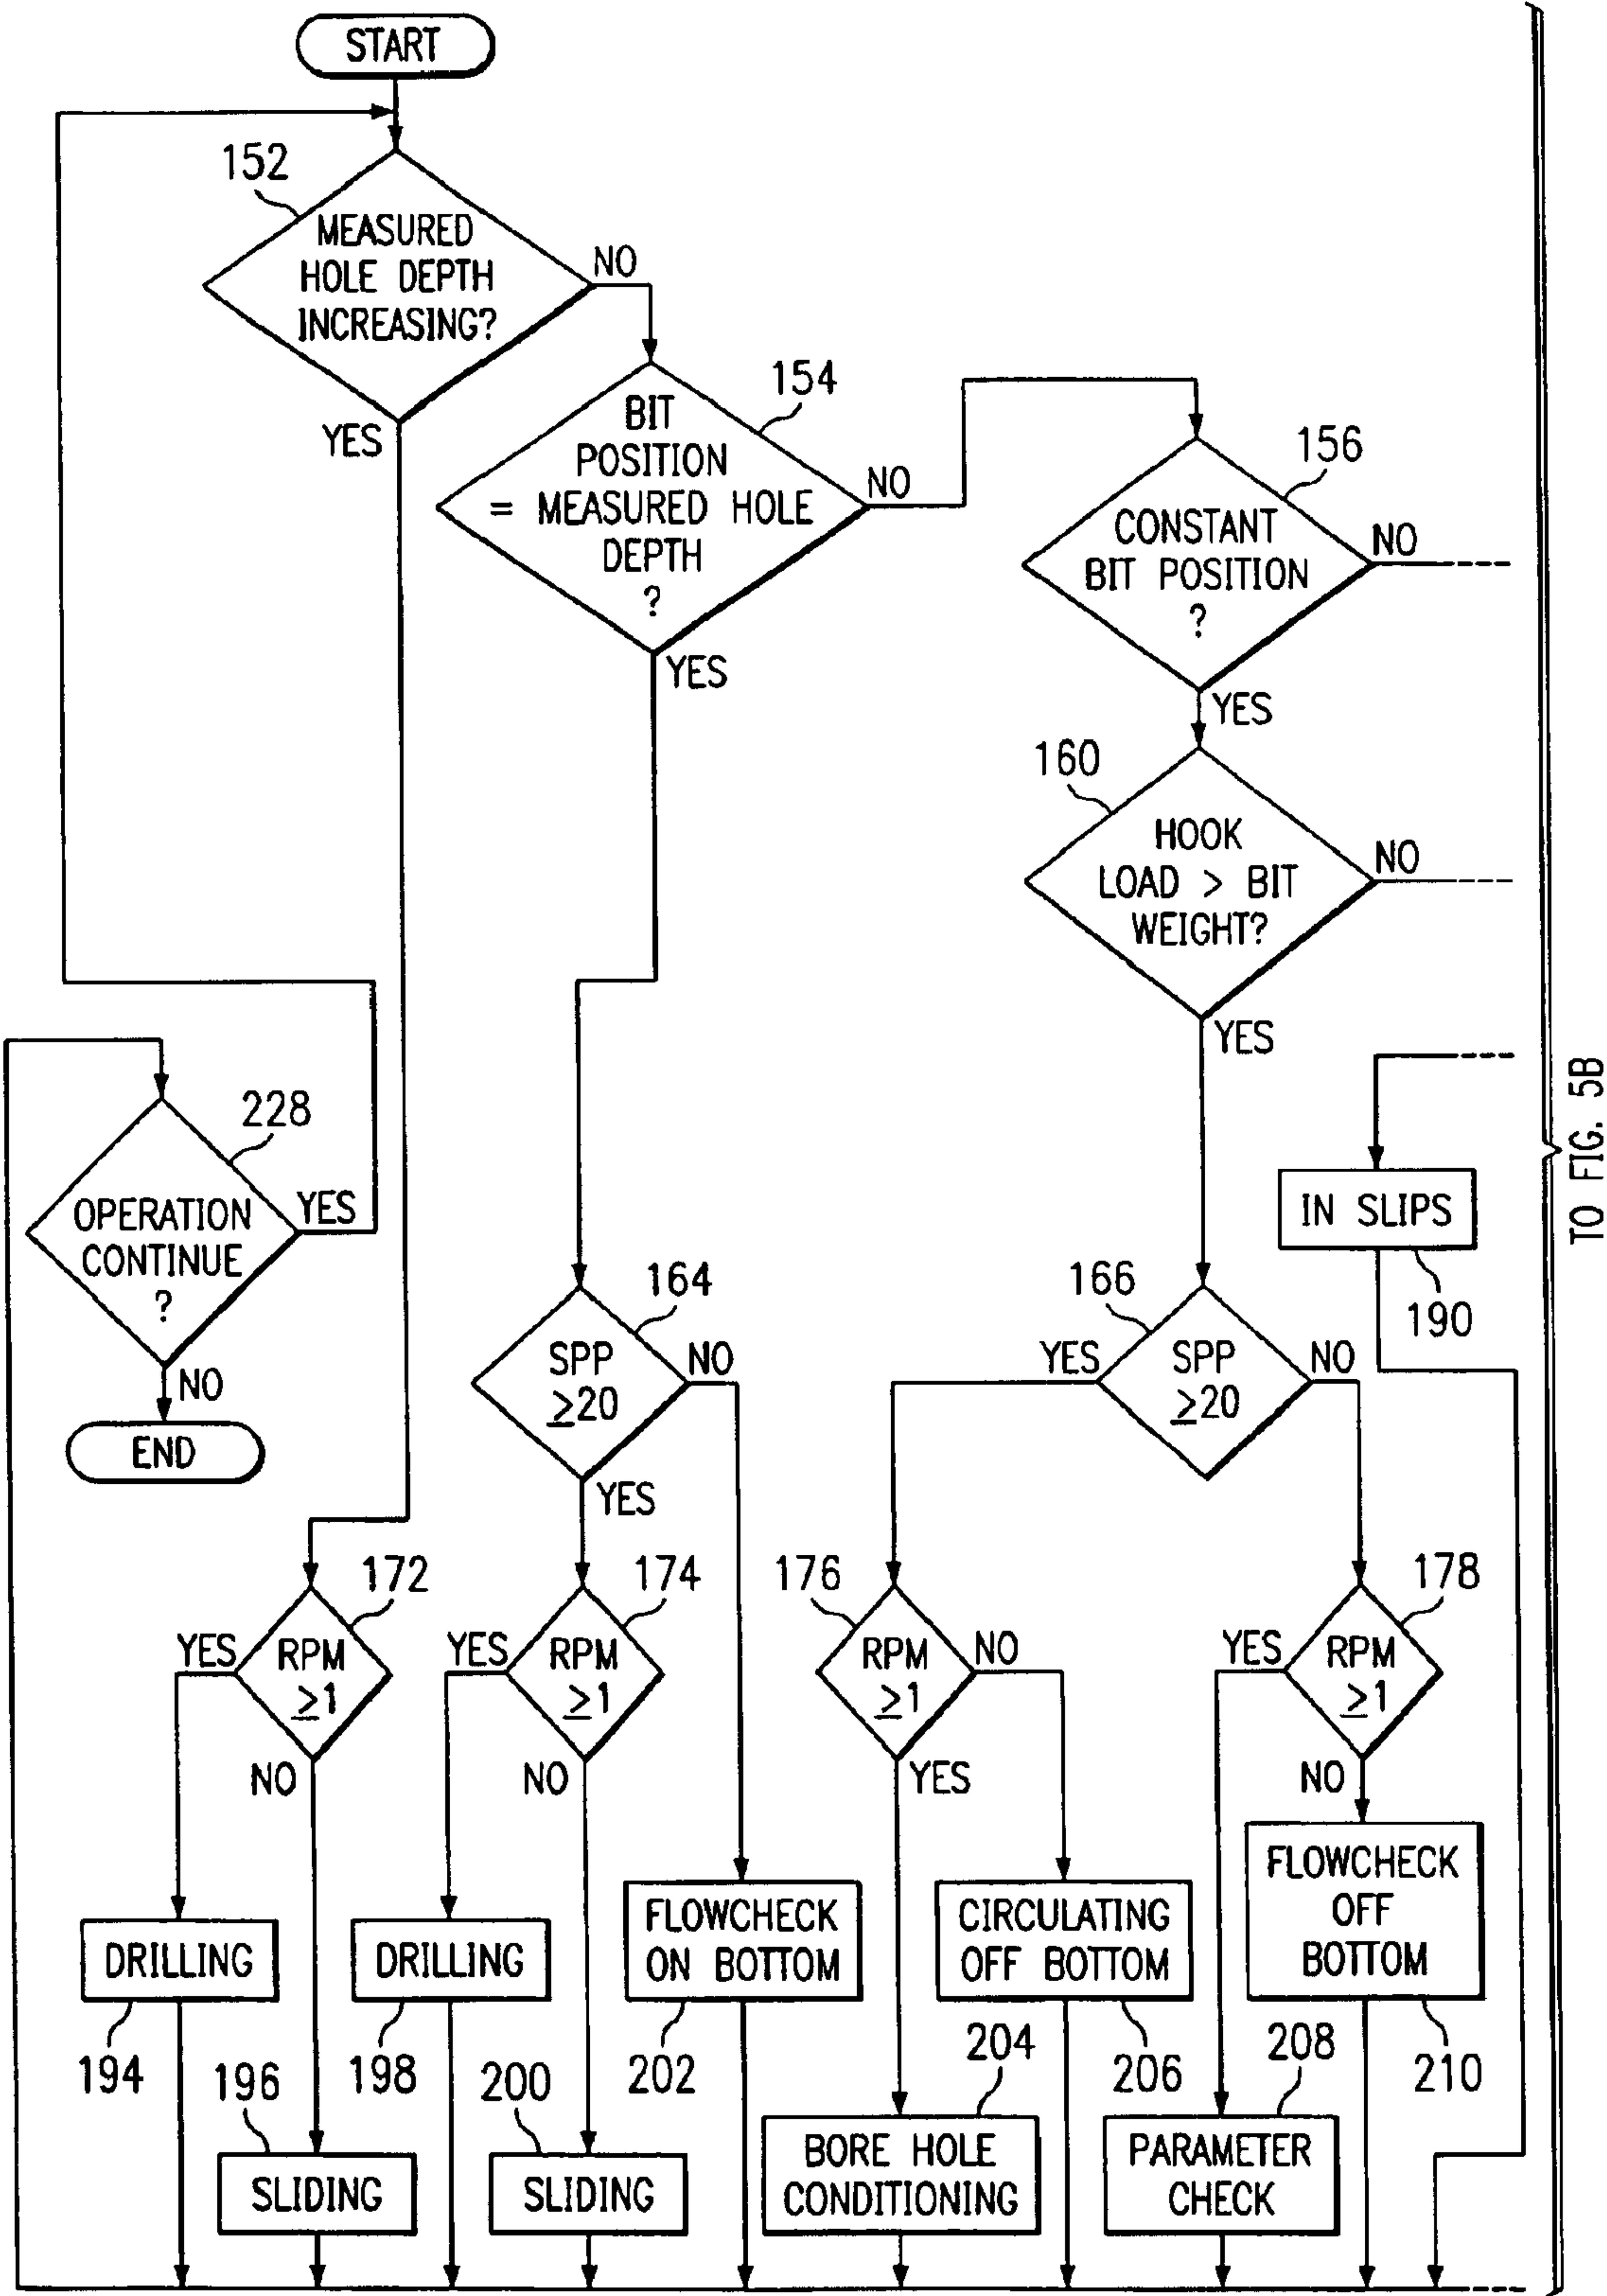 START
152
MEASURED
HOLE DEPTH
INCREASING?
NO
YES
154
BIT
POSITION
= MEASURED HOLE
DEPTH
?
NO
YES
156
CONSTANT
BIT POSITION
?
NO
YES
160
HOOK
LOAD > BIT
WEIGHT?
NO
YES
228
OPERATION
CONTINUE
?
YES
NO
END
IN SLIPS
190
TO FIG. 5B
164
SPP
≥20
NO
YES
166
SPP
≥20
YES
NO
172
RPM
≥1
YES
NO
174
RPM
≥1
YES
NO
176
RPM
≥1
NO
YES
178
RPM
≥1
YES
NO
DRILLING
194
SLIDING
196
DRILLING
198
SLIDING
200
FLOWCHECK
ON BOTTOM
202
BORE HOLE
CONDITIONING
204
CIRCULATING
OFF BOTTOM
206
PARAMETER
CHECK
208
FLOWCHECK
OFF
BOTTOM
210